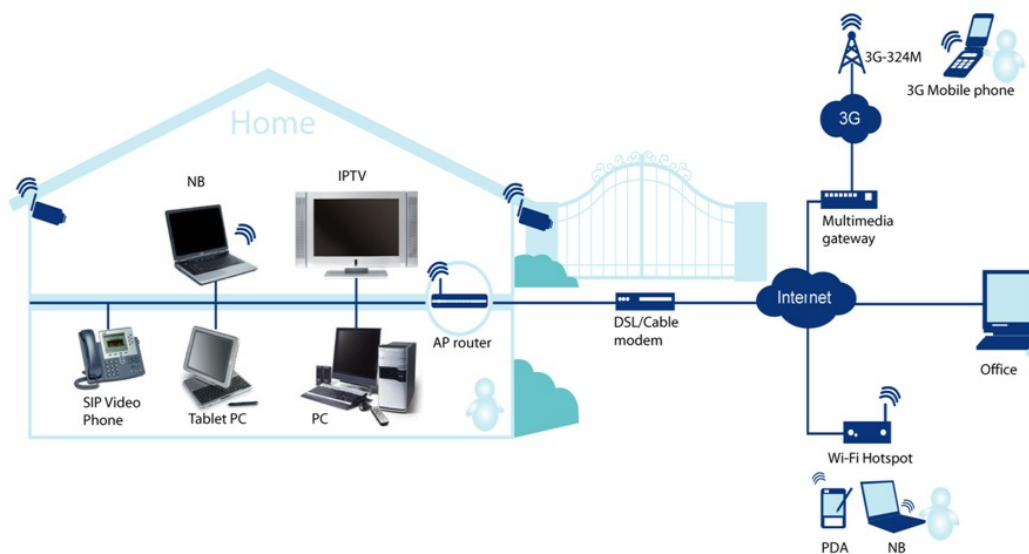 Home
NB
IPTV
AP router
SIP Video
Phone
Tablet PC
PC
DSL/Cable
modem
3G-324M
3G Mobile phone
3G
Multimedia
gateway
Internet
Office
Wi-Fi Hotspot
PDA
NB